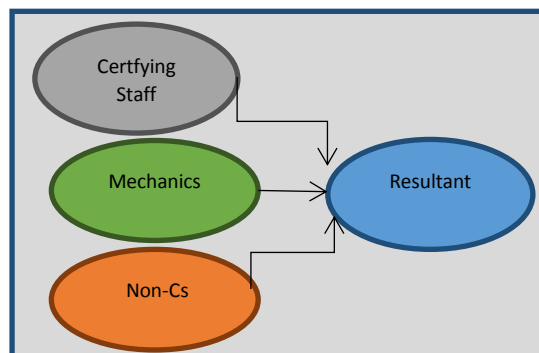 Certfying
Staff
Mechanics
Resultant
Non-Cs